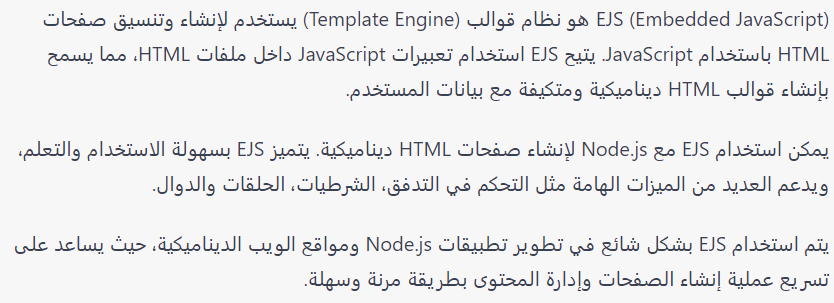 EJS (Embedded JavaScript) هو نظام قوالب (Template Engine) يستخدم لإنشاء وتنسيق صفحات
HTML باستخدام JavaScript. يتيح EJS استخدام تعبيرات JavaScript داخل ملفات HTML، مما يسمح
بإنشاء قوالب HTML ديناميكية ومتكيفة مع بيانات المستخدم.
يمكن استخدام EJS مع Node.js لإنشاء صفحات HTML ديناميكية. يتميز EJS بسهولة الاستخدام والتعلم،
ويدعم العديد من الميزات الهامة مثل التحكم في التدفق، الشرطيات، الحلقات والدوال.
يتم استخدام EJS بشكل شائع في تطوير تطبيقات Node.js ومواقع الويب الديناميكية، حيث يساعد على
تسريع عملية إنشاء الصفحات وإدارة المحتوى بطريقة مرنة وسهلة.